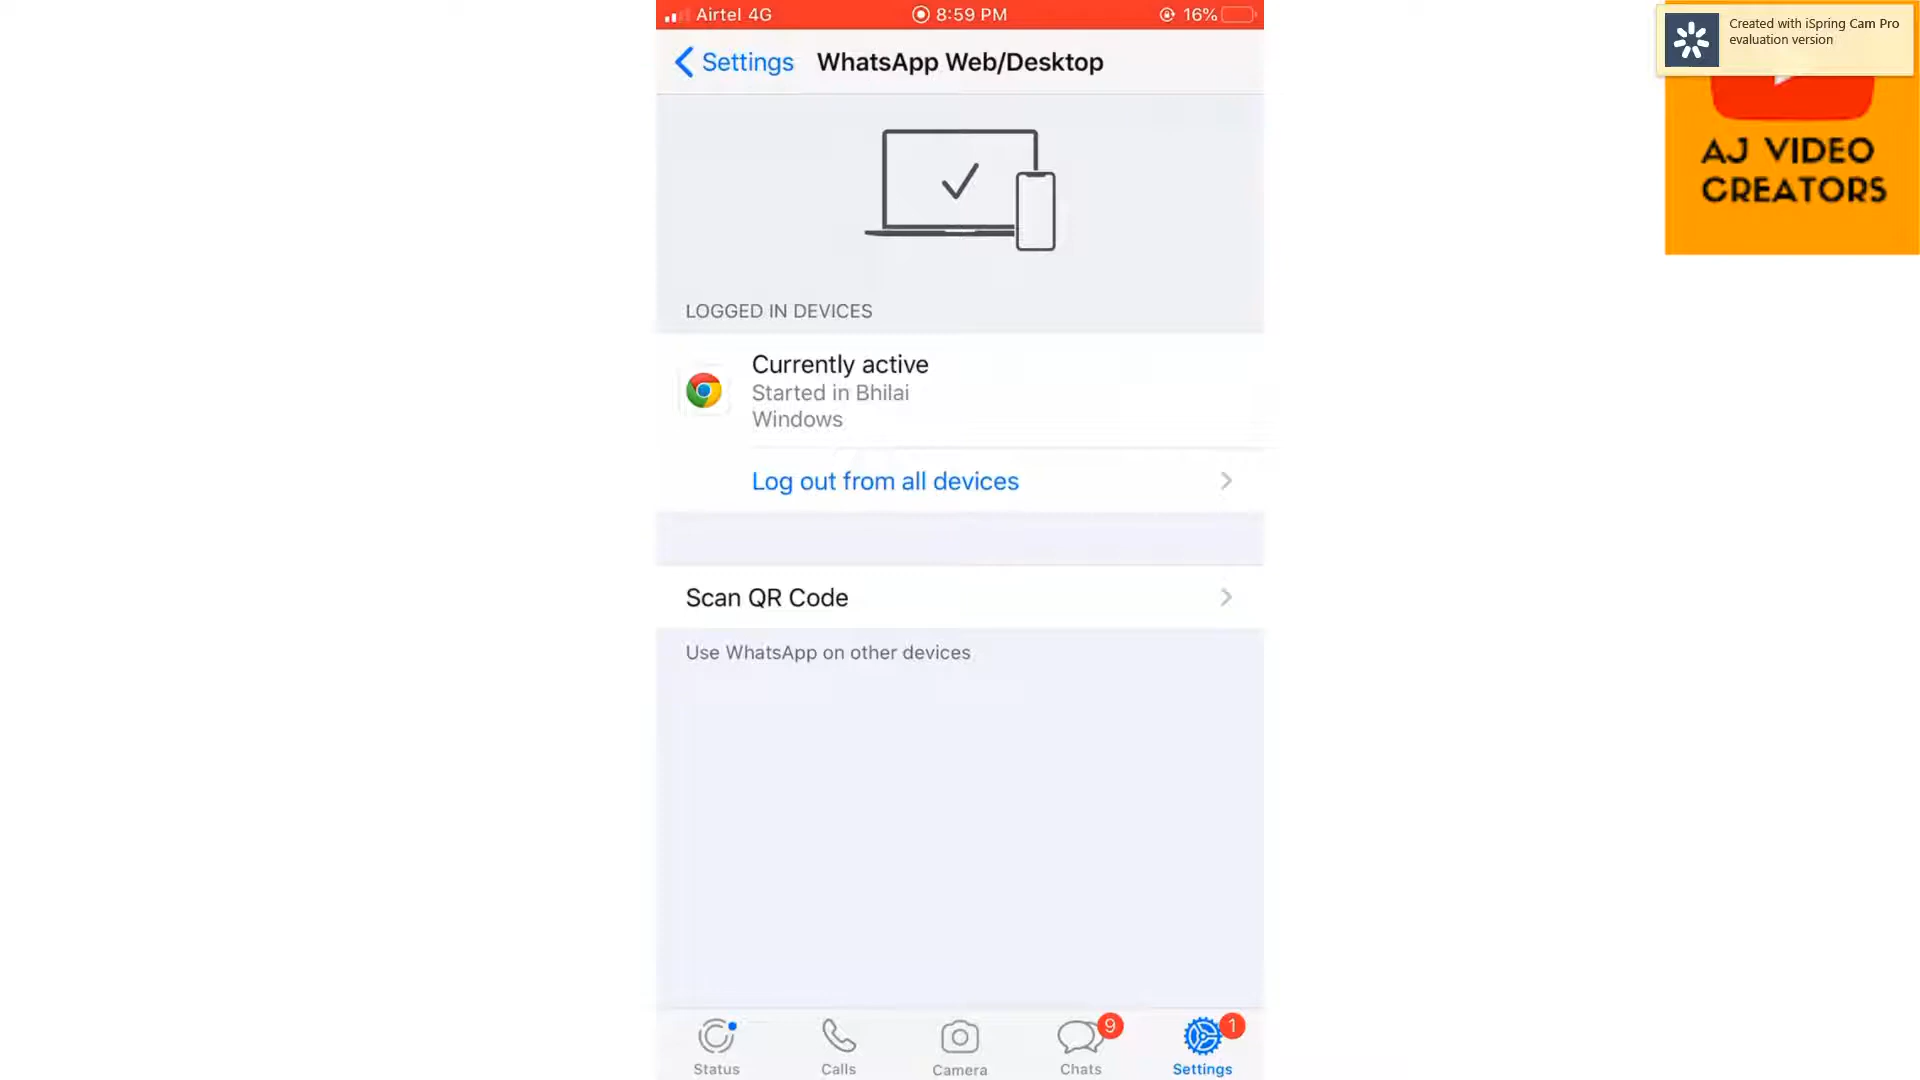 Airtel 4G
8:59 PM
16%
Created with iSpring Cam Pro
evaluation version
Settings
WhatsApp Web/Desktop
AJ VIDEO
CREATORS
LOGGED IN DEVICES
Currently active
Started in Bhilai
Windows
Log out from all devices
Scan QR Code
Use WhatsApp on other devices
9
1
Status
Calls
Camera
Chats
Settings